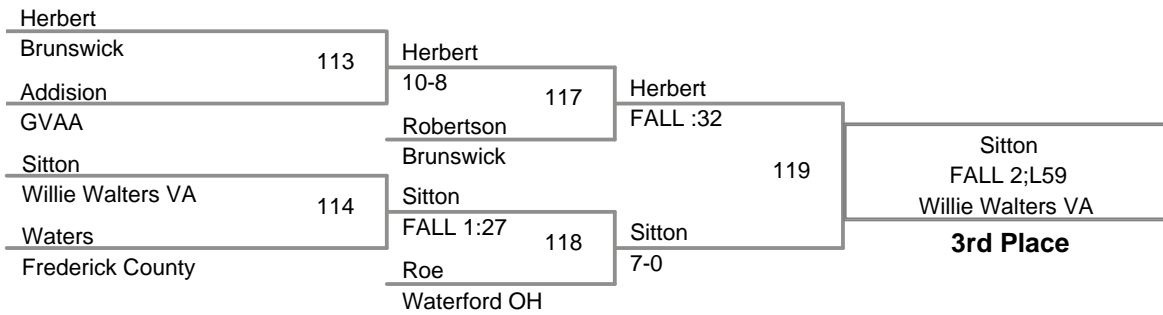 Herbert
Brunswick
113
Addision
GVAA
Sitton
Willie Walters VA
114
Waters
Frederick County
Herbert
10-8
117
Robertson
Brunswick
Sitton
FALL 1:27
118
Roe
Waterford OH
Herbert
FALL :32
119
Sitton
7-0
Sitton
FALL 2;L59
Willie Walters VA
3rd Place